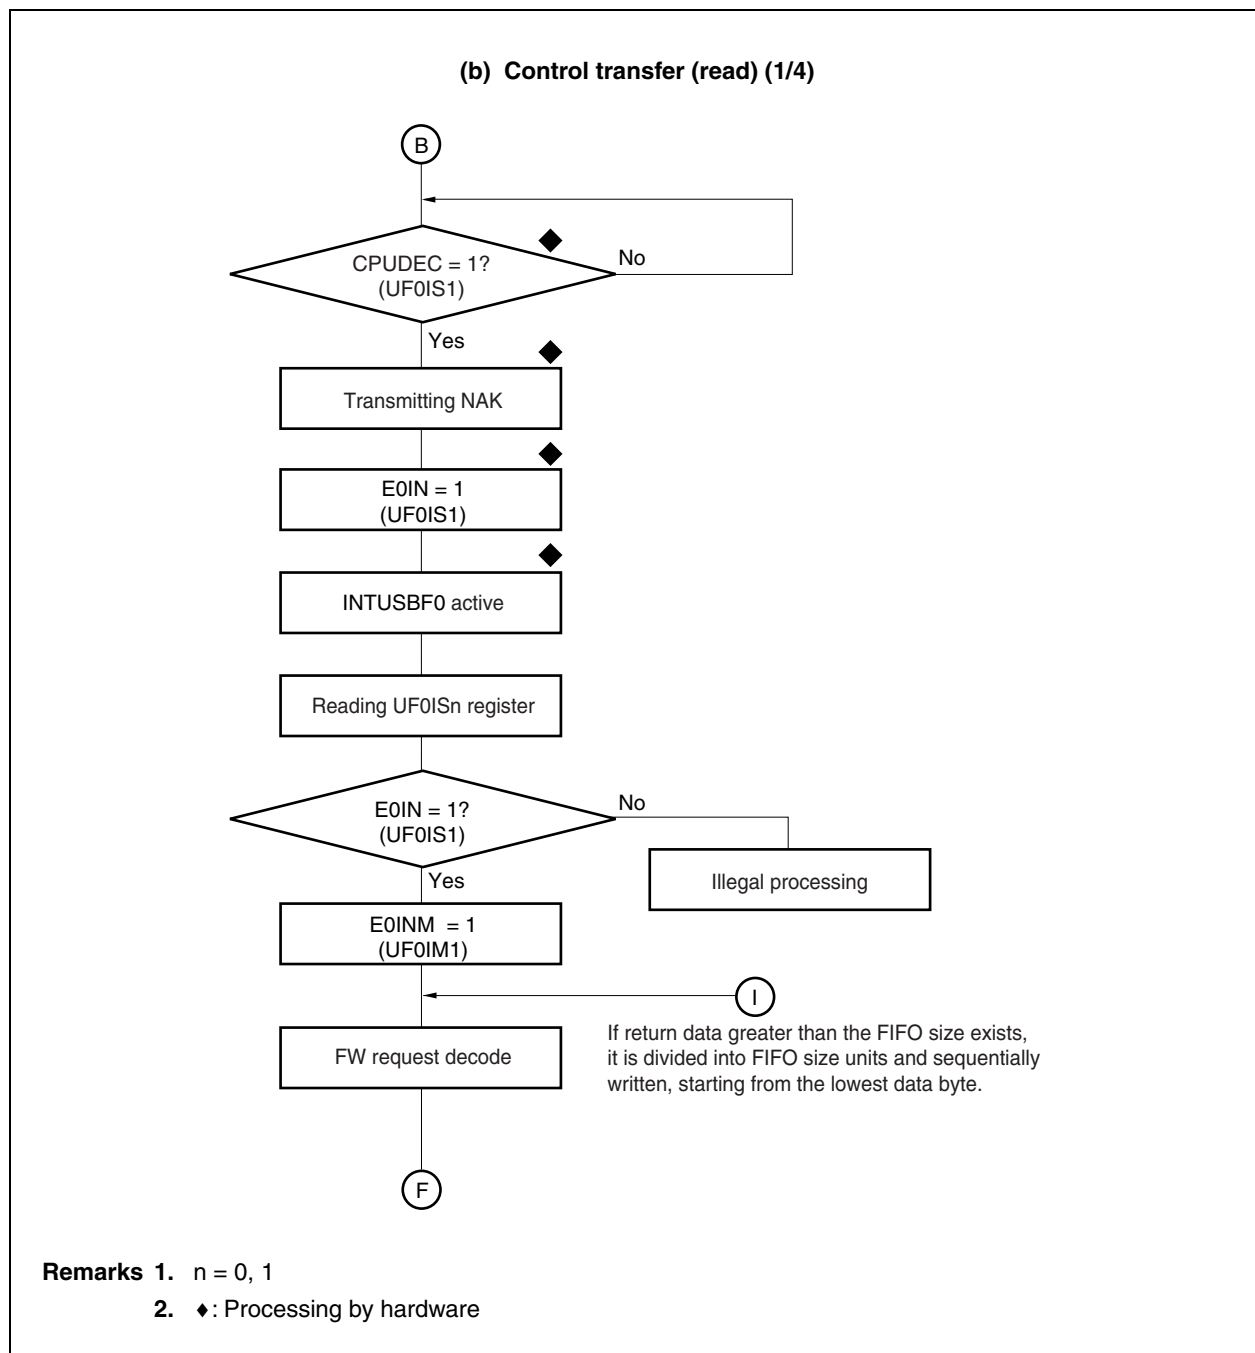 (b) Control transfer (read) (1/4)
B
CPUDEC = 1?
(UF0IS1)
No
Yes
Transmitting NAK
E0IN = 1
(UF0IS1)
INTUSBF0 active
Reading UF0ISn register
E0IN = 1?
(UF0IS1)
No
Illegal processing
Yes
E0INM = 1
(UF0IM1)
I
If return data greater than the FIFO size exists,
it is divided into FIFO size units and sequentially
written, starting from the lowest data byte.
FW request decode
F
Remarks 1. n = 0, 1
2. ♦: Processing by hardware